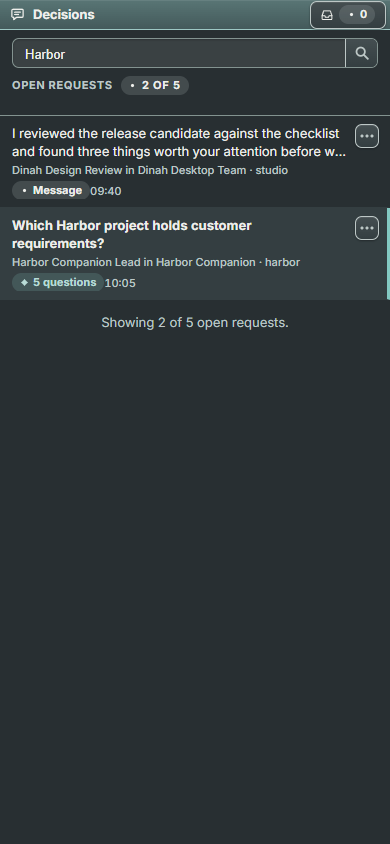 Decisions
• 0
Harbor
OPEN REQUESTS • 2 OF 5
I reviewed the release candidate against the checklist
and found three things worth your attention before w...
Dinah Design Review in Dinah Desktop Team · studio
• Message 09:40
Which Harbor project holds customer
requirements?
Harbor Companion Lead in Harbor Companion · harbor
◆ 5 questions 10:05
Showing 2 of 5 open requests.